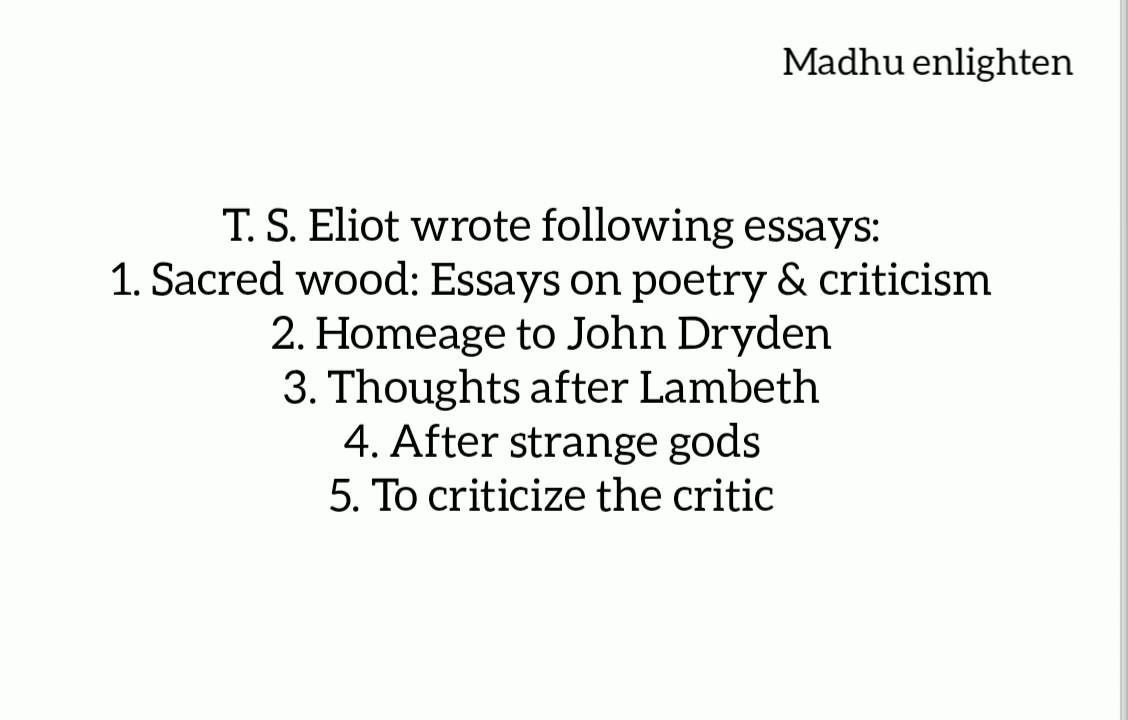 Madhu enlighten
T. S. Eliot wrote following essays:
1. Sacred wood: Essays on poetry & criticism
2. Homeage to John Dryden
3. Thoughts after Lambeth
4. After strange gods
5. To criticize the critic